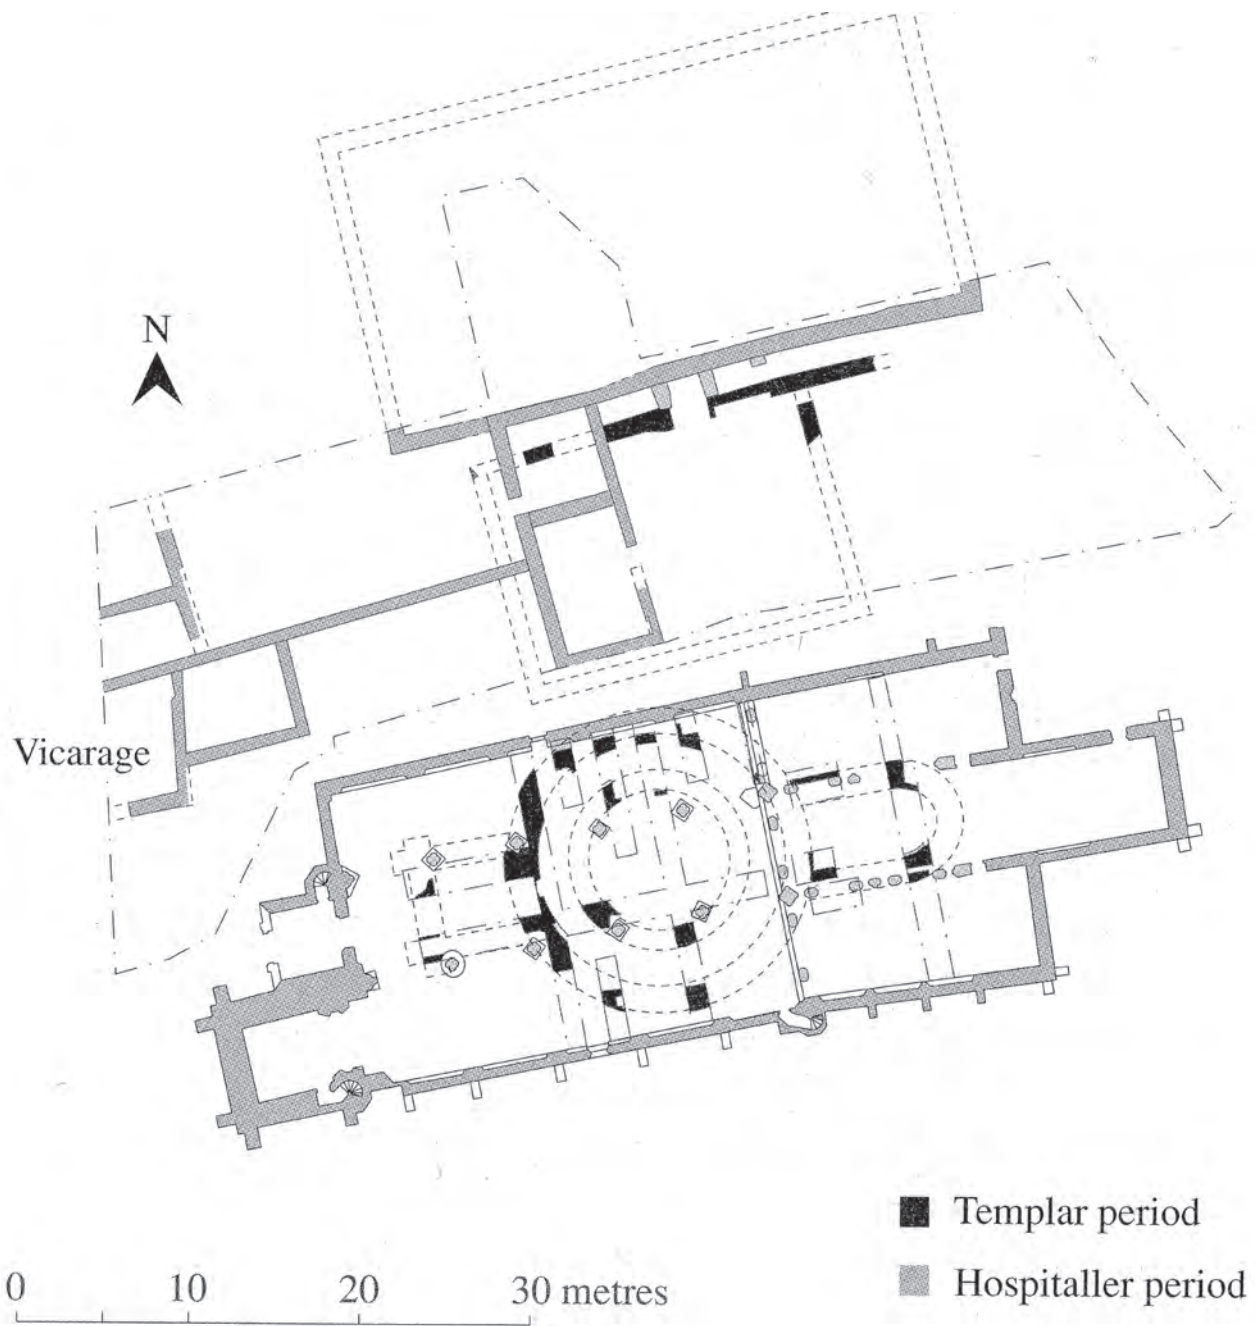 N
Vicarage
Templar period
Hospitaller period
0 10 20 30 metres